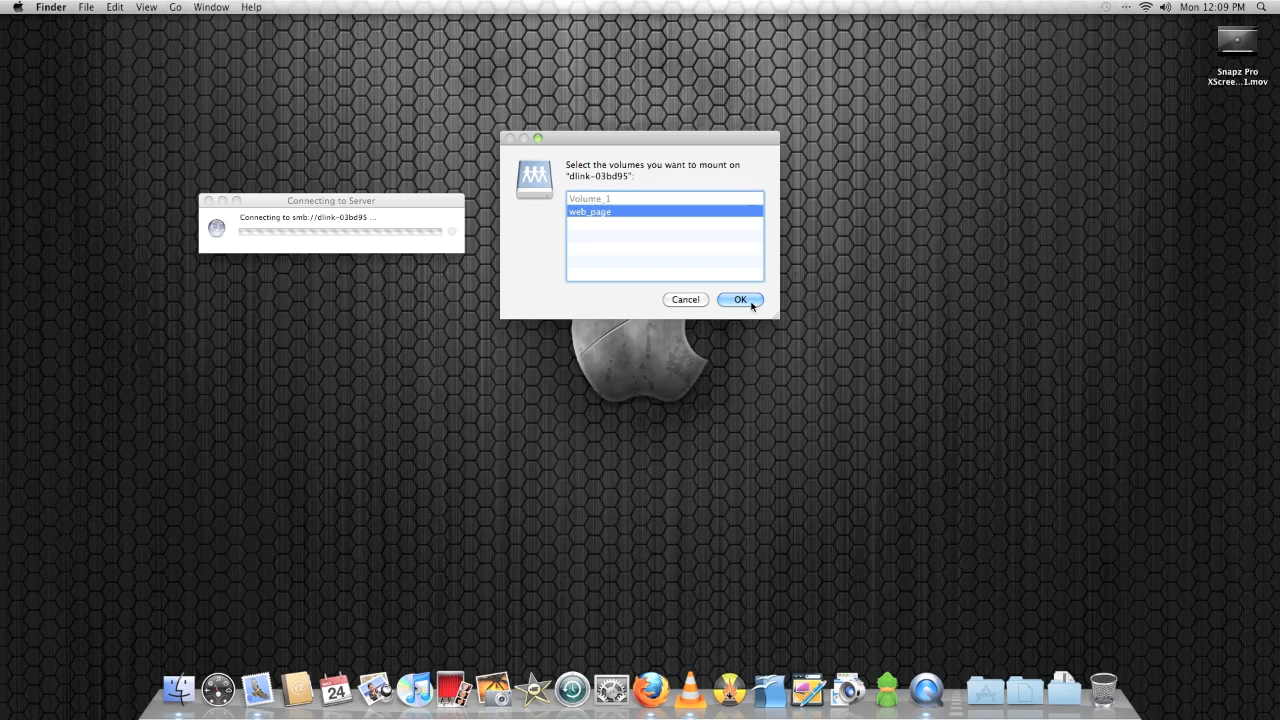 Finder File Edit View Go Window Help
Mon 12:09 PM
Snapz Pro
XScree...1.mov
Select the volumes you want to mount on
"dlink-03bd95":
Volume_1
web_page
Cancel
OK
Connecting to Server
Connecting to smb://dlink-03bd95 ...
24